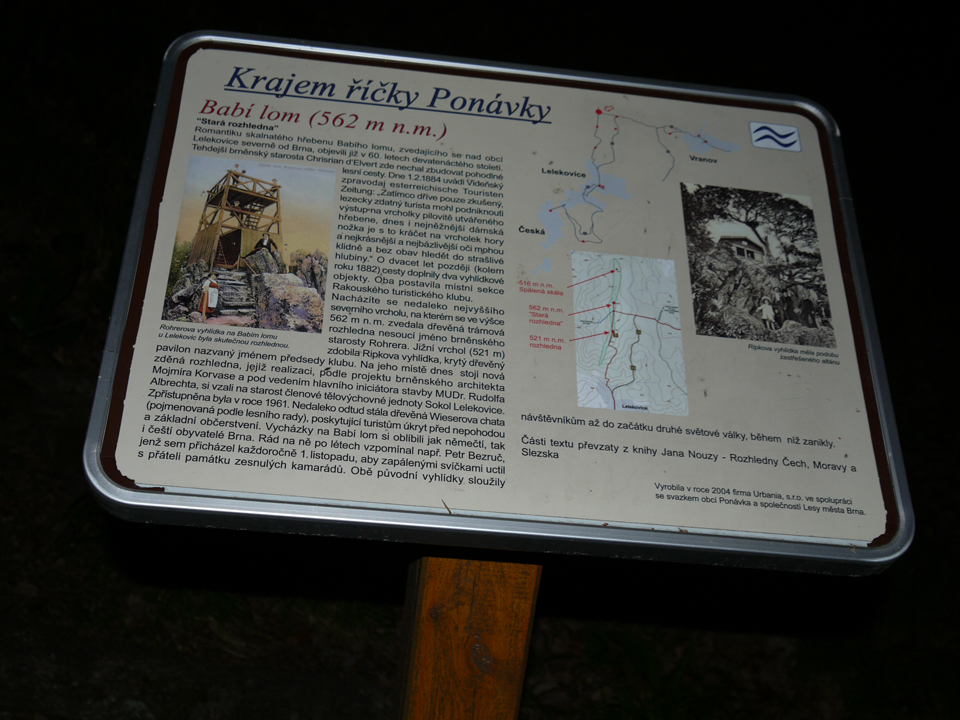 Krajem říčky Ponávky
Babí lom (562 m n.m.)
"Stará rozhledna"
Romantiku skalnatého hřebenu Babího lomu, zvedajícího se nad obcí
Lelekovice severně od Brna, objevili již v 60. letech devatenáctého století.
Tehdejší brněnský starosta Chrisrian d'Elvert zde nechal zbudovat pohodlné
lesní cesty. Dne 1.2.1884 uvádí Vídeňský
zpravodaj esterreichische Touristen
Zeitung: „Zatímco dříve pouze zkušený,
lezecky zdatný turista mohl podniknouti
výstup na vrcholky pilovitě utvářeného
hřebene, dnes i nejněžnější dámská
nožka je s to kráčet na vrcholek hory
a nejkrásnější a nejbázlivější oči mohou
klidně a bez obav hledět do strašlivé
hlubiny." O dvacet let později (kolem
roku 1882) cesty doplnily dva vyhlídkové
objekty. Oba postavila místní sekce
Rakouského turistického klubu.
Nacházíte se nedaleko nejvyššího
severního vrcholu, na kterém se ve výšce
562 m n. m. zvedala dřevěná trámová
rozhledna nesoucí jméno brněnského
starosty Rohrera. Jižní vrchol (521 m)
zdobila Ripkova vyhlídka, krytý dřevěný
pavilon nazvaný jménem předsedy klubu. Na jeho místě dnes stojí nová
zděná rozhledna, jejíž realizaci, podle projektu brněnského architekta
Mojmíra Korvase a pod vedením hlavního iniciátora stavby MUDr. Rudolfa
Albrechta, si vzali na starost členové tělovýchovné jednoty Sokol Lelekovice.
Zpřístupněna byla v roce 1961. Nedaleko odtud stála dřevěná Wieserova chata
(pojmenovaná podle lesního rady), poskytující turistům úkryt před nepohodou
a základní občerstvení. Vycházky na Babí lom si oblíbili jak němečtí, tak
i čeští obyvatelé Brna. Rád na ně po létech vzpomínal např. Petr Bezruč,
jenž sem přicházel každoročně 1. listopadu, aby zapálenými svíčkami uctil
s přáteli památku zesnulých kamarádů. Obě původní vyhlídky sloužily
Rohrerova vyhlídka na Babím lomu
u Lelekovic byla skutečnou rozhlednou.
Lelekovice
Vranov
Česká
516 m n.m.
Spálená skála
562 m n.m.
"Stará
rozhledna"
521 m n.m.
rozhledna
Lelekovice
Ripkova vyhlídka měla podobu
zastřešeného altánu
návštěvníkům až do začátku druhé světové války, během níž zanikly.
Části textu převzaty z knihy Jana Nouzy - Rozhledny Čech, Moravy a
Slezska
Vyrobila v roce 2004 firma Urbania, s.r.o. ve spolupráci
se svazkem obcí Ponávka a společností Lesy města Brna.